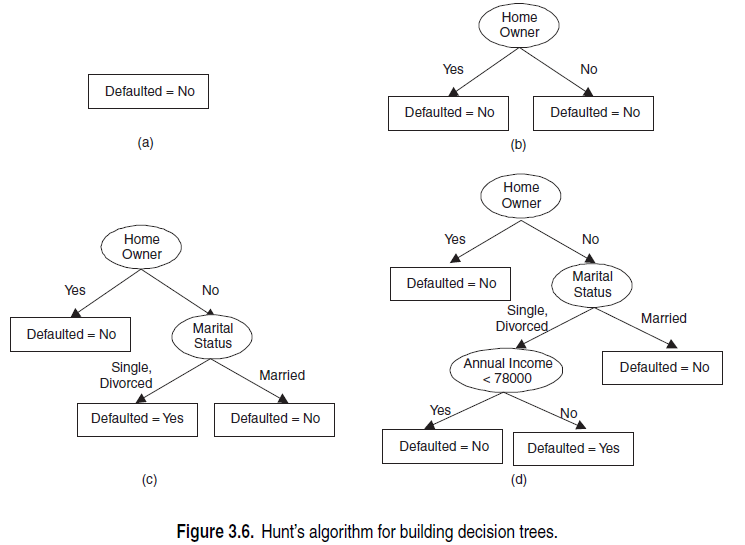 Defaulted = No
(a)
Home
Owner
Yes
No
Defaulted = No
Defaulted = No
(b)
Home
Owner
Yes
No
Defaulted = No
Marital
Status
Single,
Divorced
Married
Defaulted = Yes
Defaulted = No
(c)
Home
Owner
Yes
No
Defaulted = No
Marital
Status
Single,
Divorced
Married
Annual Income
< 78000
Defaulted = No
Yes
No
Defaulted = No
Defaulted = Yes
(d)
Figure 3.6. Hunt's algorithm for building decision trees.